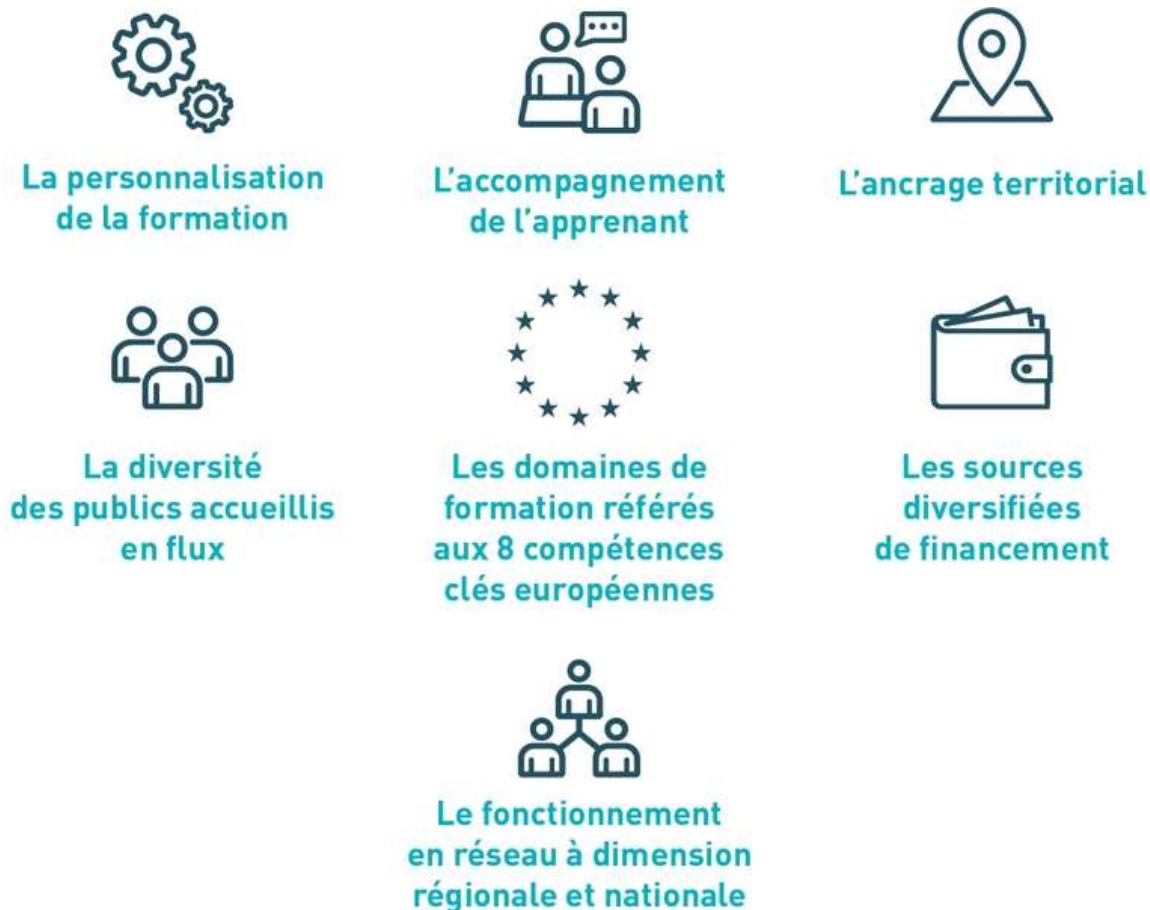 La personnalisation
de la formation
L'accompagnement
de l'apprenant
L'ancrage territorial
La diversité
des publics accueillis
en flux
Les domaines de
formation référés
aux 8 compétences
clés européennes
Les sources
diversifiées
de financement
Le fonctionnement
en réseau à dimension
régionale et nationale